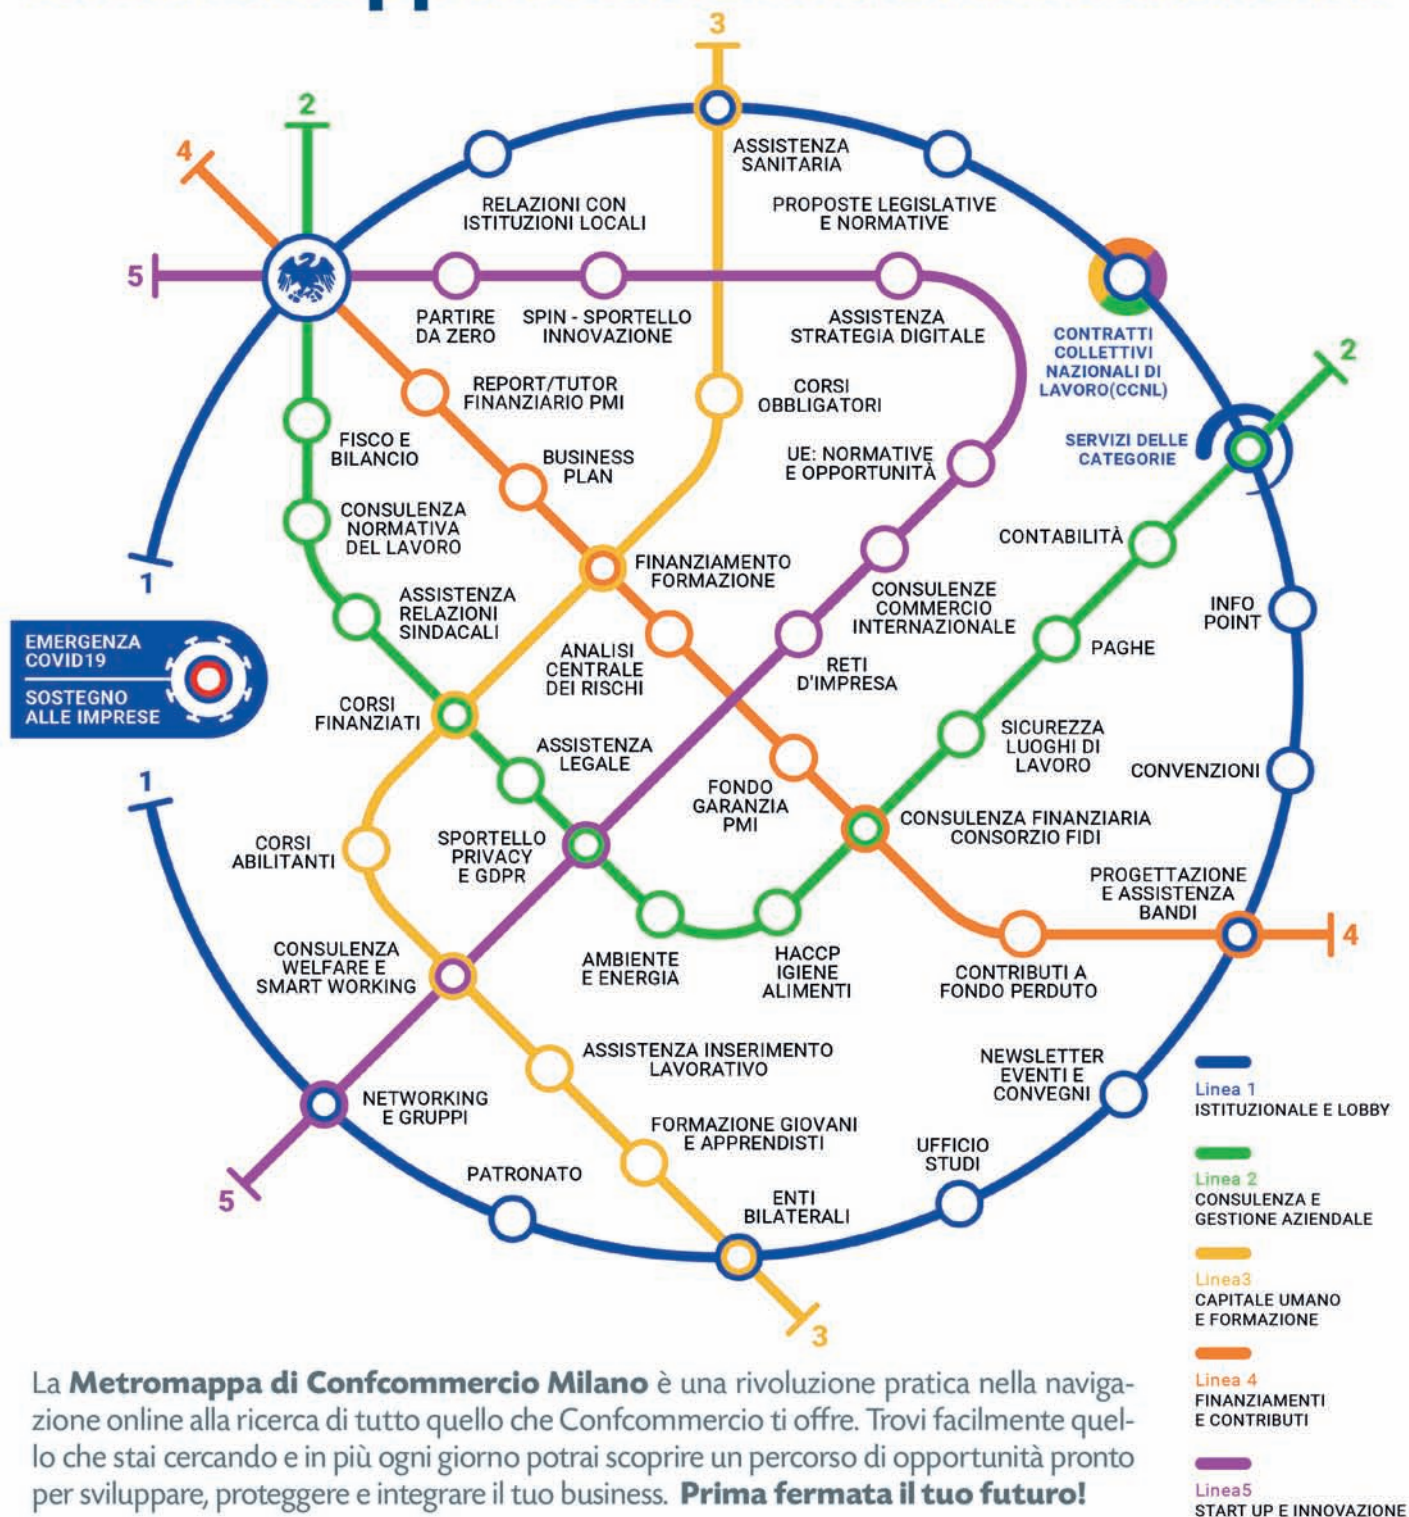 3
2
4
ASSISTENZA
SANITARIA
RELAZIONI CON
ISTITUZIONI LOCALI
PROPOSTE LEGISLATIVE
E NORMATIVE
5
PARTIRE
DA ZERO
SPIN - SPORTELLO
INNOVAZIONE
ASSISTENZA
STRATEGIA DIGITALE
CONTRATTI
COLLETTIVI
NAZIONALI DI
LAVORO(CCNL)
2
REPORT/TUTOR
FINANZIARIO PMI
CORSI
OBBLIGATORI
FISCO E
BILANCIO
BUSINESS
PLAN
UE: NORMATIVE
E OPPORTUNITÀ
SERVIZI DELLE
CATEGORIE
CONSULENZA
NORMATIVA
DEL LAVORO
CONTABILITÀ
1
FINANZIAMENTO
FORMAZIONE
ASSISTENZA
RELAZIONI
SINDACALI
CONSULENZE
COMMERCIO
INTERNAZIONALE
INFO
POINT
EMERGENZA
COVID19
SOSTEGNO
ALLE IMPRESE
ANALISI
CENTRALE
DEI RISCHI
RETI
D'IMPRESA
PAGHE
CORSI
FINANZIATI
ASSISTENZA
LEGALE
SICUREZZA
LUOGHI DI
LAVORO
CONVENZIONI
1
FONDO
GARANZIA
PMI
CORSI
ABILITANTI
SPORTELLO
PRIVACY
E GDPR
CONSULENZA FINANZIARIA
CONSORZIO FIDI
PROGETTAZIONE
E ASSISTENZA
BANDI
4
CONSULENZA
WELFARE E
SMART WORKING
AMBIENTE
E ENERGIA
HACCP
IGIENE
ALIMENTI
CONTRIBUTI A
FONDO PERDUTO
ASSISTENZA INSERIMENTO
LAVORATIVO
NEWSLETTER
EVENTI E
CONVEGNI
NETWORKING
E GRUPPI
FORMAZIONE GIOVANI
E APPRENDISTI
UFFICIO
STUDI
PATRONATO
5
ENTI
BILATERALI
3
Linea 1
ISTITUZIONALE E LOBBY
Linea 2
CONSULENZA E
GESTIONE AZIENDALE
Linea3
CAPITALE UMANO
E FORMAZIONE
Linea 4
FINANZIAMENTI
E CONTRIBUTI
Linea5
START UP E INNOVAZIONE
La Metromappa di Confcommercio Milano è una rivoluzione pratica nella naviga-
zione online alla ricerca di tutto quello che Confcommercio ti offre. Trovi facilmente quel-
lo che stai cercando e in più ogni giorno potrai scoprire un percorso di opportunità pronto
per sviluppare, proteggere e integrare il tuo business. Prima fermata il tuo futuro!